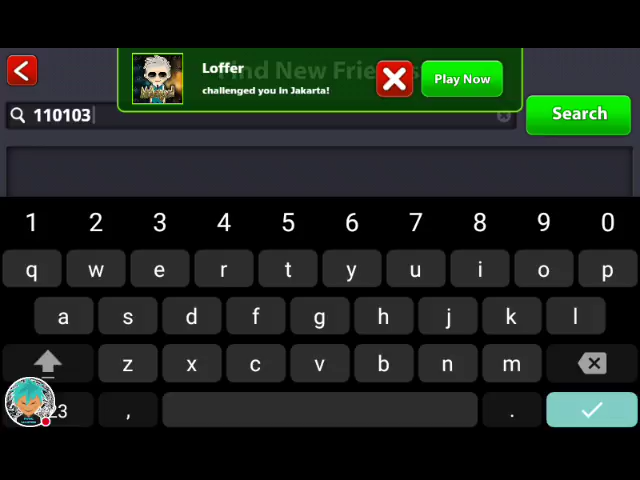 Loffer
Find New Friends
challenged you in Jakarta!
Play Now
110103
Search
1 2 3 4 5 6 7 8 9 0
q w e r t y u i o p
a s d f g h j k l
z x c v b n m
23 , .